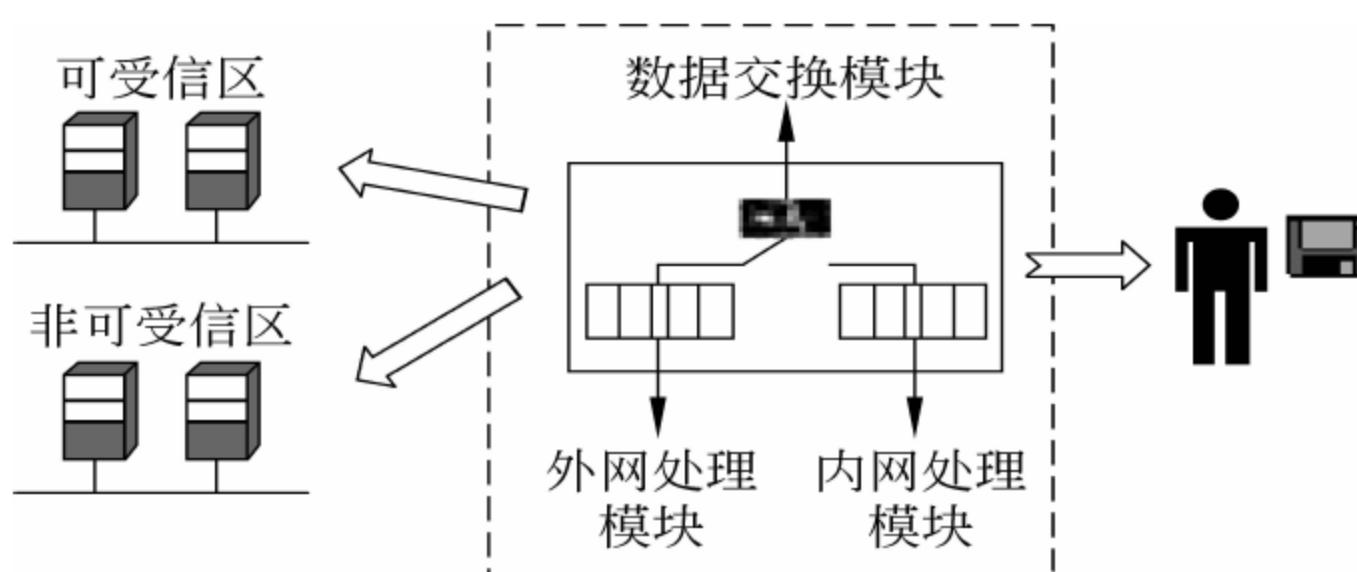 可受信区
数据交换模块
非可受信区
外网处理
模块
内网处理
模块